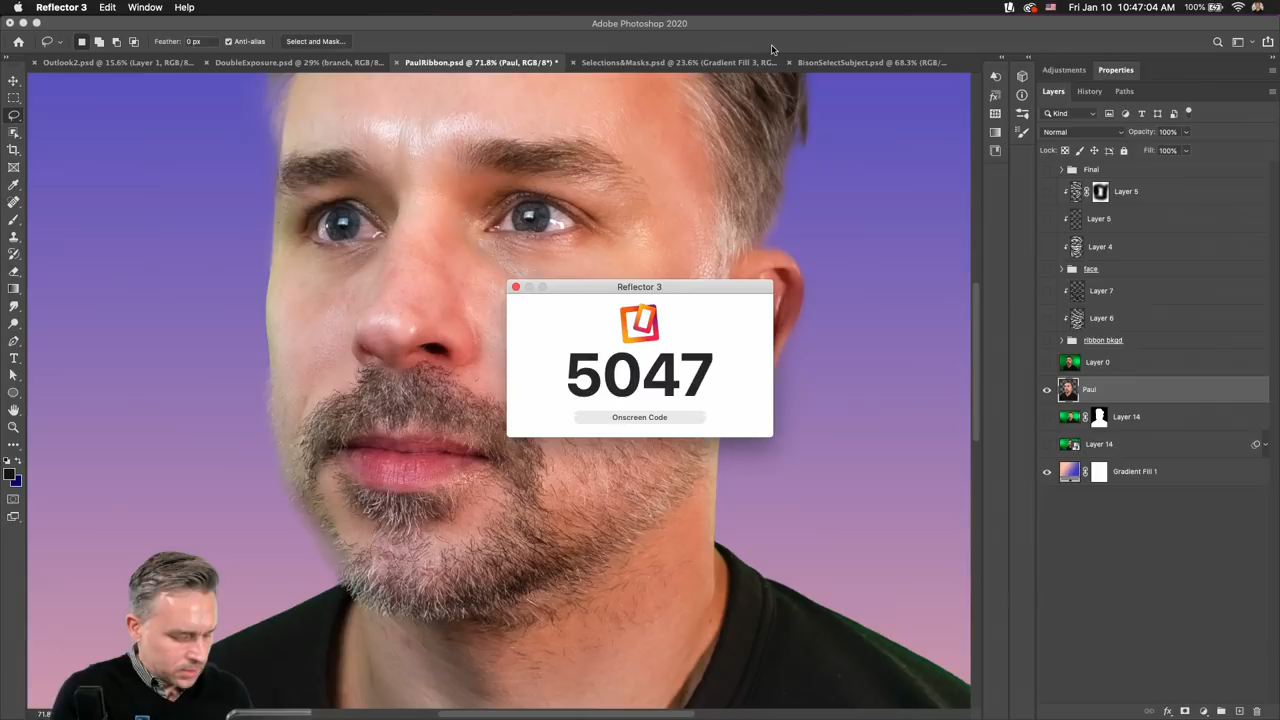 Reflector 3 Edit Window Help Fri Jan 10 10:47:04 AM 100%
Adobe Photoshop 2020
Feather: 0 px Anti-alias Select and Mask...
Outlook2.psd @ 15.6% (Layer 1, RGB/8... DoubleExposure.psd @ 29% (branch, RGB/8... PaulRibbon.psd @ 71.8% (Paul, RGB/8*) * Selections&Masks.psd @ 23.6% (Gradient Fill 3, RG... BisonSelectSubject.psd @ 68.3% (RGB/...
Adjustments Properties
Layers History Paths
Kind
Normal Opacity: 100%
Lock: Fill: 100%
Final
Layer 5
Layer 5
Layer 4
face
Layer 7
Layer 6
ribbon bkgd
Layer 0
Paul
Layer 14
Layer 14
Gradient Fill 1
Reflector 3
5047
Onscreen Code
71.8